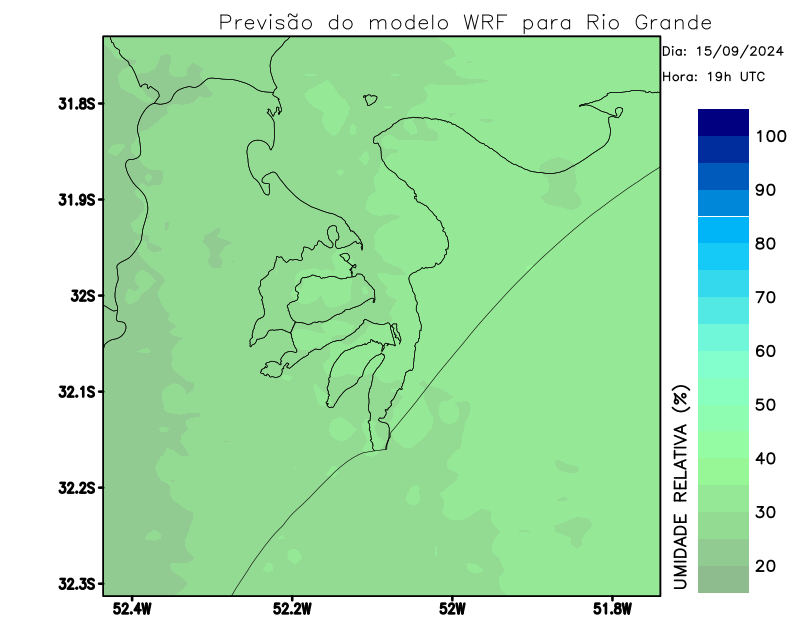 Previsão do modelo WRF para Rio Grande
Dia: 15/09/2024
Hora: 19h UTC
31.8S
31.9S
32S
32.1S
32.2S
32.3S
52.4W
52.2W
52W
51.8W
UMIDADE RELATIVA (%)
100
90
80
70
60
50
40
30
20